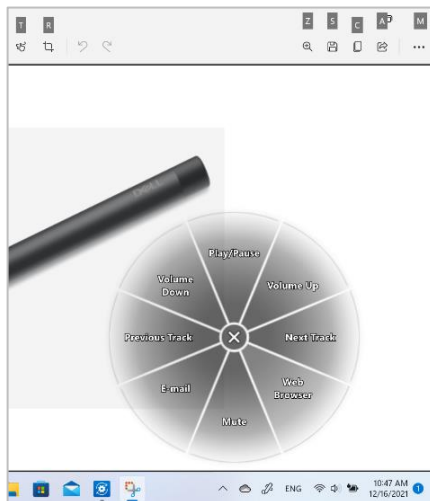 T R Z S C A M
DELL
Play/Pause
Volume
Down
Volume Up
Previous Track
Next Track
E-mail
Web
Browser
Mute
ENG
10:47 AM
12/16/2021
1